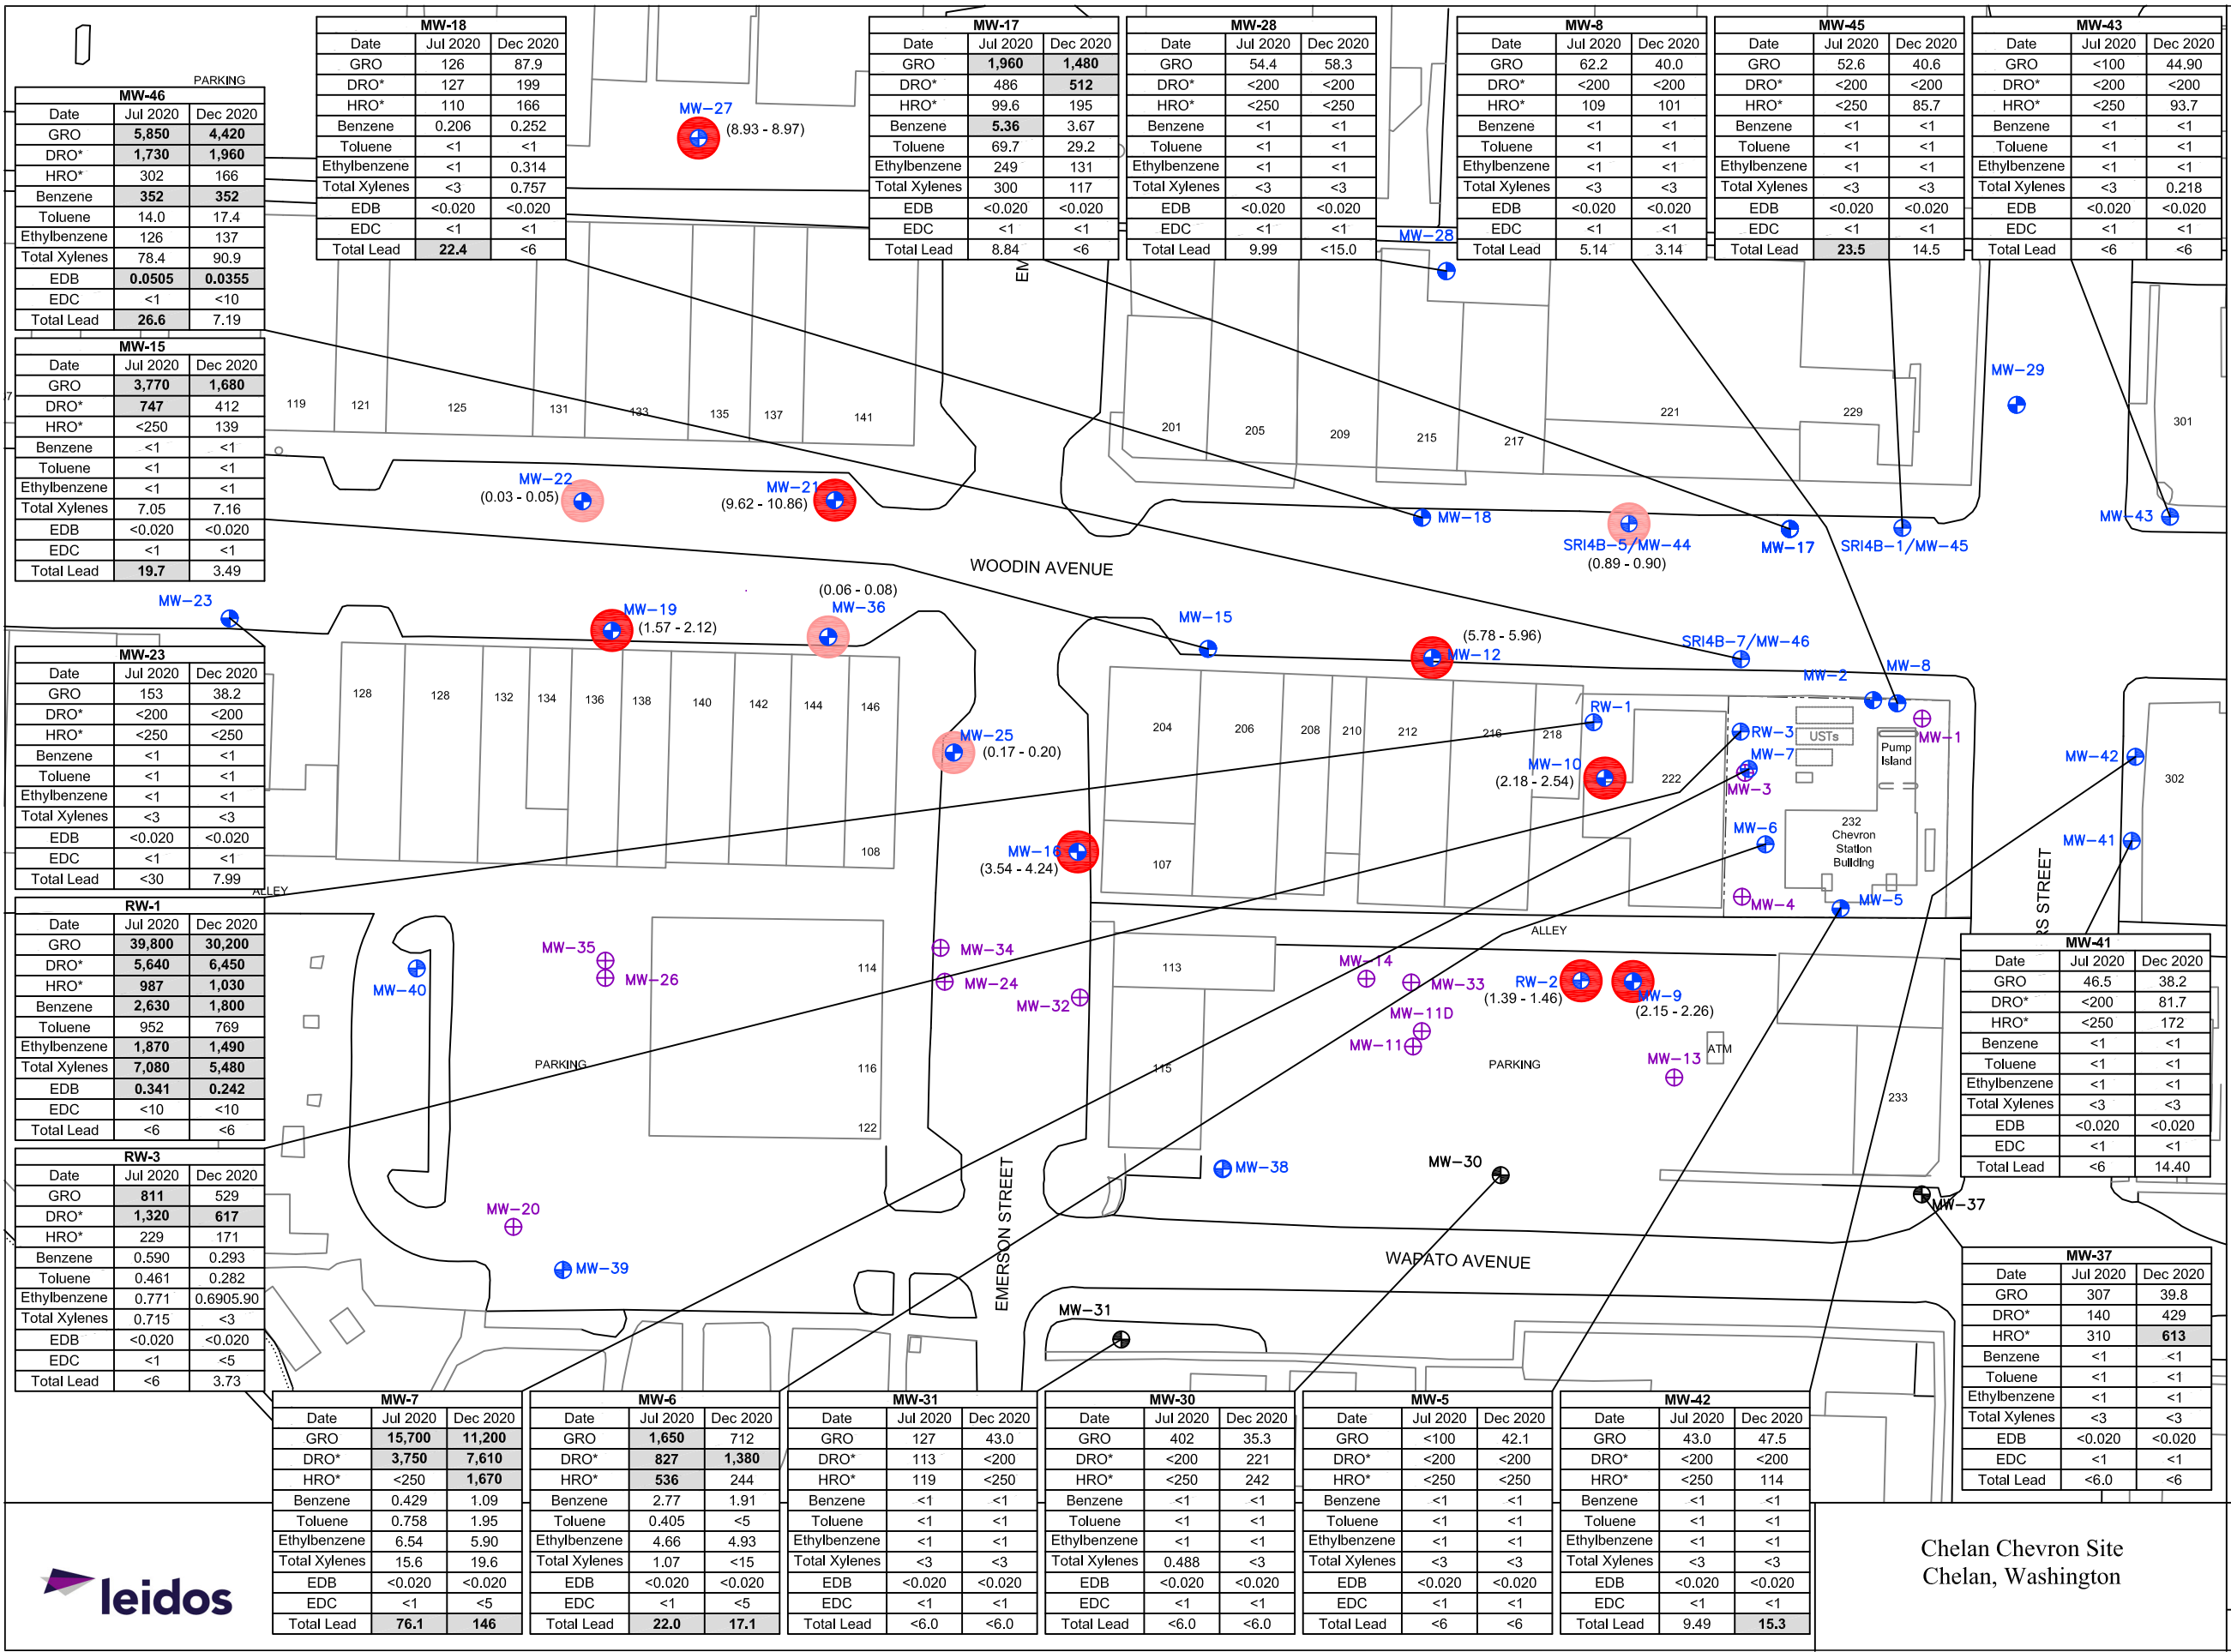 MW-18
Date Jul 2020 Dec 2020
GRO 126 87.9
DRO* 127 199
HRO* 110 166
Benzene 0.206 0.252
Toluene <1 <1
Ethylbenzene <1 0.314
Total Xylenes <3 0.757
EDB <0.020 <0.020
EDC <1 <1
Total Lead 22.4 <6
MW-17
Date Jul 2020 Dec 2020
GRO 1,960 1,480
DRO* 486 512
HRO* 99.6 195
Benzene 5.36 3.67
Toluene 69.7 29.2
Ethylbenzene 249 131
Total Xylenes 300 117
EDB <0.020 <0.020
EDC <1 <1
Total Lead 8.84 <6
MW-28
Date Jul 2020 Dec 2020
GRO 54.4 58.3
DRO* <200 <200
HRO* <250 <250
Benzene <1 <1
Toluene <1 <1
Ethylbenzene <1 <1
Total Xylenes <3 <3
EDB <0.020 <0.020
EDC <1 <1
Total Lead 9.99 <15.0
MW-8
Date Jul 2020 Dec 2020
GRO 62.2 40.0
DRO* <200 <200
HRO* 109 101
Benzene <1 <1
Toluene <1 <1
Ethylbenzene <1 <1
Total Xylenes <3 <3
EDB <0.020 <0.020
EDC <1 <1
Total Lead 5.14 3.14
MW-45
Date Jul 2020 Dec 2020
GRO 52.6 40.6
DRO* <200 <200
HRO* <250 85.7
Benzene <1 <1
Toluene <1 <1
Ethylbenzene <1 <1
Total Xylenes <3 <3
EDB <0.020 <0.020
EDC <1 <1
Total Lead 23.5 14.5
MW-43
Date Jul 2020 Dec 2020
GRO <100 44.90
DRO* <200 <200
HRO* <250 93.7
Benzene <1 <1
Toluene <1 <1
Ethylbenzene <1 <1
Total Xylenes <3 0.218
EDB <0.020 <0.020
EDC <1 <1
Total Lead <6 <6
PARKING
MW-46
Date Jul 2020 Dec 2020
GRO 5,850 4,420
DRO* 1,730 1,960
HRO* 302 166
Benzene 352 352
Toluene 14.0 17.4
Ethylbenzene 126 137
Total Xylenes 78.4 90.9
EDB 0.0505 0.0355
EDC <1 <10
Total Lead 26.6 7.19
MW-27
(8.93 - 8.97)
MW-28
EM
MW-15
Date Jul 2020 Dec 2020
GRO 3,770 1,680
DRO* 747 412
HRO* <250 139
Benzene <1 <1
Toluene <1 <1
Ethylbenzene <1 <1
Total Xylenes 7.05 7.16
EDB <0.020 <0.020
EDC <1 <1
Total Lead 19.7 3.49
7
119
121
125
131
133
135
137
141
201
205
209
215
217
221
229
MW-29
301
MW-22
(0.03 - 0.05)
MW-21
(9.62 - 10.86)
MW-18
SRI4B-5/MW-44
(0.89 - 0.90)
MW-17
SRI4B-1/MW-45
MW-43
WOODIN AVENUE
MW-23
MW-19
(1.57 - 2.12)
(0.06 - 0.08)
MW-36
MW-15
(5.78 - 5.96)
MW-12
SRI4B-7/MW-46
MW-2
MW-8
MW-23
Date Jul 2020 Dec 2020
GRO 153 38.2
DRO* <200 <200
HRO* <250 <250
Benzene <1 <1
Toluene <1 <1
Ethylbenzene <1 <1
Total Xylenes <3 <3
EDB <0.020 <0.020
EDC <1 <1
Total Lead <30 7.99
128
128
132
134
136
138
140
142
144
146
108
MW-25
(0.17 - 0.20)
MW-16
(3.54 - 4.24)
204
206
208
210
212
216
218
107
RW-1
MW-10
(2.18 - 2.54)
222
RW-3
MW-7
MW-3
MW-6
MW-4
MW-5
USTs
Pump
Island
MW-1
232
Chevron
Station
Building
MW-42
302
MW-41
RS STREET
ALLEY
ALLEY
RW-1
Date Jul 2020 Dec 2020
GRO 39,800 30,200
DRO* 5,640 6,450
HRO* 987 1,030
Benzene 2,630 1,800
Toluene 952 769
Ethylbenzene 1,870 1,490
Total Xylenes 7,080 5,480
EDB 0.341 0.242
EDC <10 <10
Total Lead <6 <6
MW-40
MW-35
MW-26
PARKING
114
116
122
MW-34
MW-24
MW-32
113
115
MW-14
MW-33
MW-11D
MW-11
RW-2
(1.39 - 1.46)
MW-9
(2.15 - 2.26)
MW-13
ATM
PARKING
233
MW-41
Date Jul 2020 Dec 2020
GRO 46.5 38.2
DRO* <200 81.7
HRO* <250 172
Benzene <1 <1
Toluene <1 <1
Ethylbenzene <1 <1
Total Xylenes <3 <3
EDB <0.020 <0.020
EDC <1 <1
Total Lead <6 14.40
RW-3
Date Jul 2020 Dec 2020
GRO 811 529
DRO* 1,320 617
HRO* 229 171
Benzene 0.590 0.293
Toluene 0.461 0.282
Ethylbenzene 0.771 0.6905.90
Total Xylenes 0.715 <3
EDB <0.020 <0.020
EDC <1 <5
Total Lead <6 3.73
MW-20
MW-39
EMERSON STREET
MW-38
MW-30
MW-37
WAPATO AVENUE
MW-31
MW-37
Date Jul 2020 Dec 2020
GRO 307 39.8
DRO* 140 429
HRO* 310 613
Benzene <1 <1
Toluene <1 <1
Ethylbenzene <1 <1
Total Xylenes <3 <3
EDB <0.020 <0.020
EDC <1 <1
Total Lead <6.0 <6
MW-7
Date Jul 2020 Dec 2020
GRO 15,700 11,200
DRO* 3,750 7,610
HRO* <250 1,670
Benzene 0.429 1.09
Toluene 0.758 1.95
Ethylbenzene 6.54 5.90
Total Xylenes 15.6 19.6
EDB <0.020 <0.020
EDC <1 <5
Total Lead 76.1 146
MW-6
Date Jul 2020 Dec 2020
GRO 1,650 712
DRO* 827 1,380
HRO* 536 244
Benzene 2.77 1.91
Toluene 0.405 <5
Ethylbenzene 4.66 4.93
Total Xylenes 1.07 <15
EDB <0.020 <0.020
EDC <1 <5
Total Lead 22.0 17.1
MW-31
Date Jul 2020 Dec 2020
GRO 127 43.0
DRO* 113 <200
HRO* 119 <250
Benzene <1 <1
Toluene <1 <1
Ethylbenzene <1 <1
Total Xylenes <3 <3
EDB <0.020 <0.020
EDC <1 <1
Total Lead <6.0 <6.0
MW-30
Date Jul 2020 Dec 2020
GRO 402 35.3
DRO* <200 221
HRO* <250 242
Benzene <1 <1
Toluene <1 <1
Ethylbenzene <1 <1
Total Xylenes 0.488 <3
EDB <0.020 <0.020
EDC <1 <1
Total Lead <6.0 <6.0
MW-5
Date Jul 2020 Dec 2020
GRO <100 42.1
DRO* <200 <200
HRO* <250 <250
Benzene <1 <1
Toluene <1 <1
Ethylbenzene <1 <1
Total Xylenes <3 <3
EDB <0.020 <0.020
EDC <1 <1
Total Lead <6 <6
MW-42
Date Jul 2020 Dec 2020
GRO 43.0 47.5
DRO* <200 <200
HRO* <250 114
Benzene <1 <1
Toluene <1 <1
Ethylbenzene <1 <1
Total Xylenes <3 <3
EDB <0.020 <0.020
EDC <1 <1
Total Lead 9.49 15.3
leidos
Chelan Chevron Site
Chelan, Washington